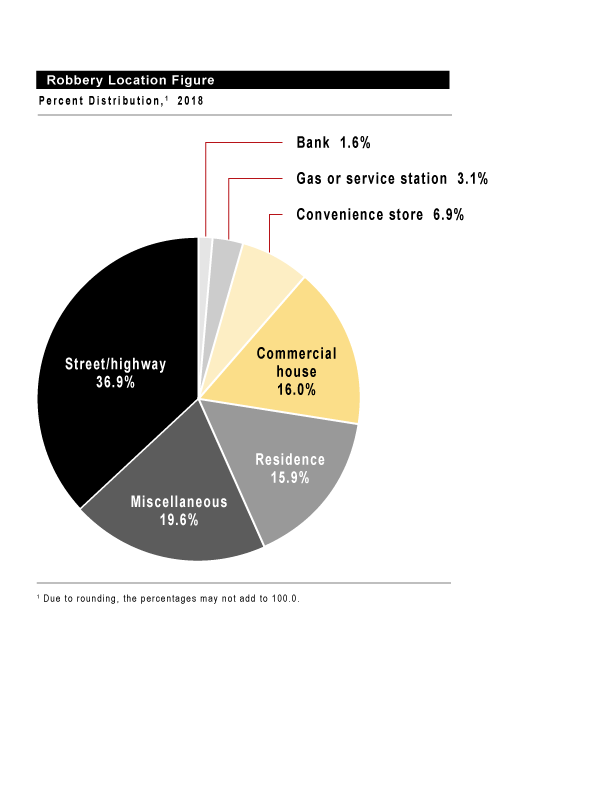 Robbery Location Figure
Percent Distribution,¹ 2018
Bank 1.6%
Gas or service station 3.1%
Convenience store 6.9%
Commercial
house
16.0%
Street/highway
36.9%
Residence
15.9%
Miscellaneous
19.6%
¹ Due to rounding, the percentages may not add to 100.0.